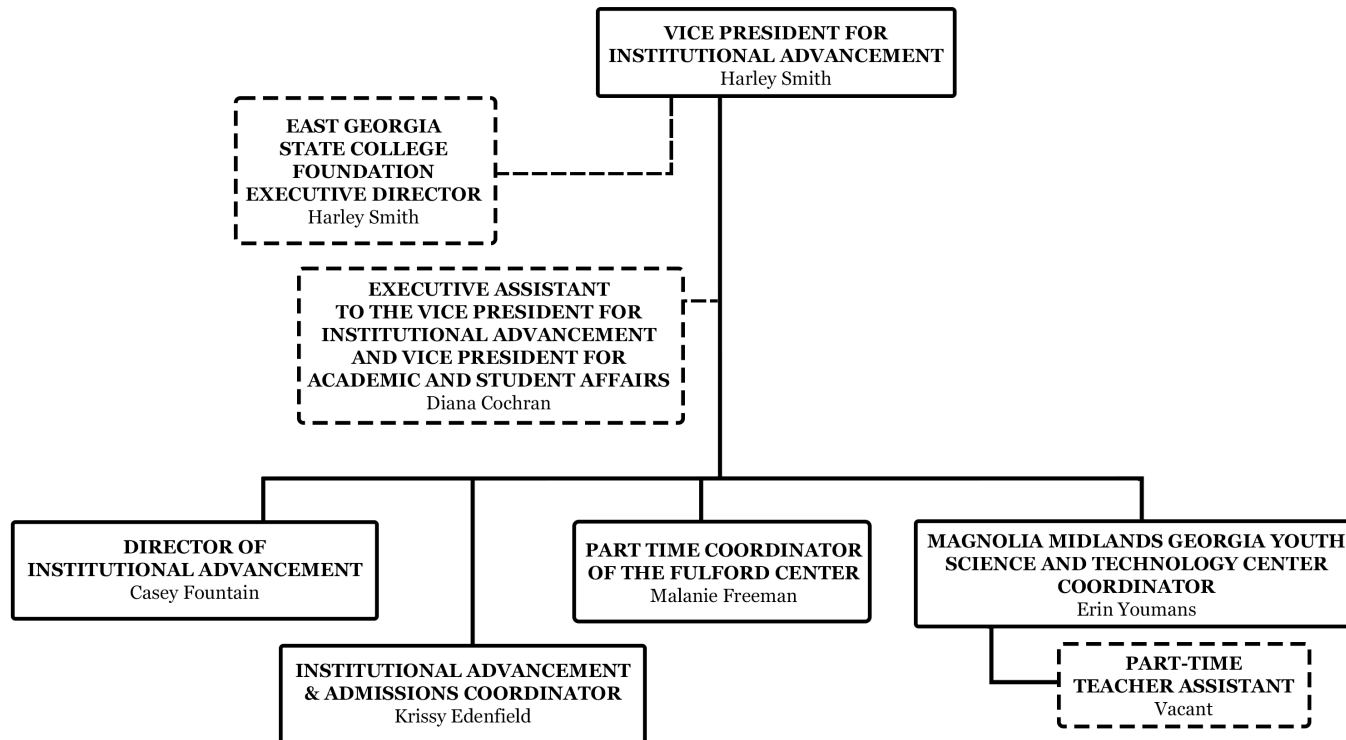 VICE PRESIDENT FOR
INSTITUTIONAL ADVANCEMENT
Harley Smith
EAST GEORGIA
STATE COLLEGE
FOUNDATION
EXECUTIVE DIRECTOR
Harley Smith
EXECUTIVE ASSISTANT
TO THE VICE PRESIDENT FOR
INSTITUTIONAL ADVANCEMENT
AND VICE PRESIDENT FOR
ACADEMIC AND STUDENT AFFAIRS
Diana Cochran
DIRECTOR OF
INSTITUTIONAL ADVANCEMENT
Casey Fountain
INSTITUTIONAL ADVANCEMENT
& ADMISSIONS COORDINATOR
Krissy Edenfield
PART TIME COORDINATOR
OF THE FULFORD CENTER
Malanie Freeman
MAGNOLIA MIDLANDS GEORGIA YOUTH
SCIENCE AND TECHNOLOGY CENTER
COORDINATOR
Erin Youmans
PART-TIME
TEACHER ASSISTANT
Vacant